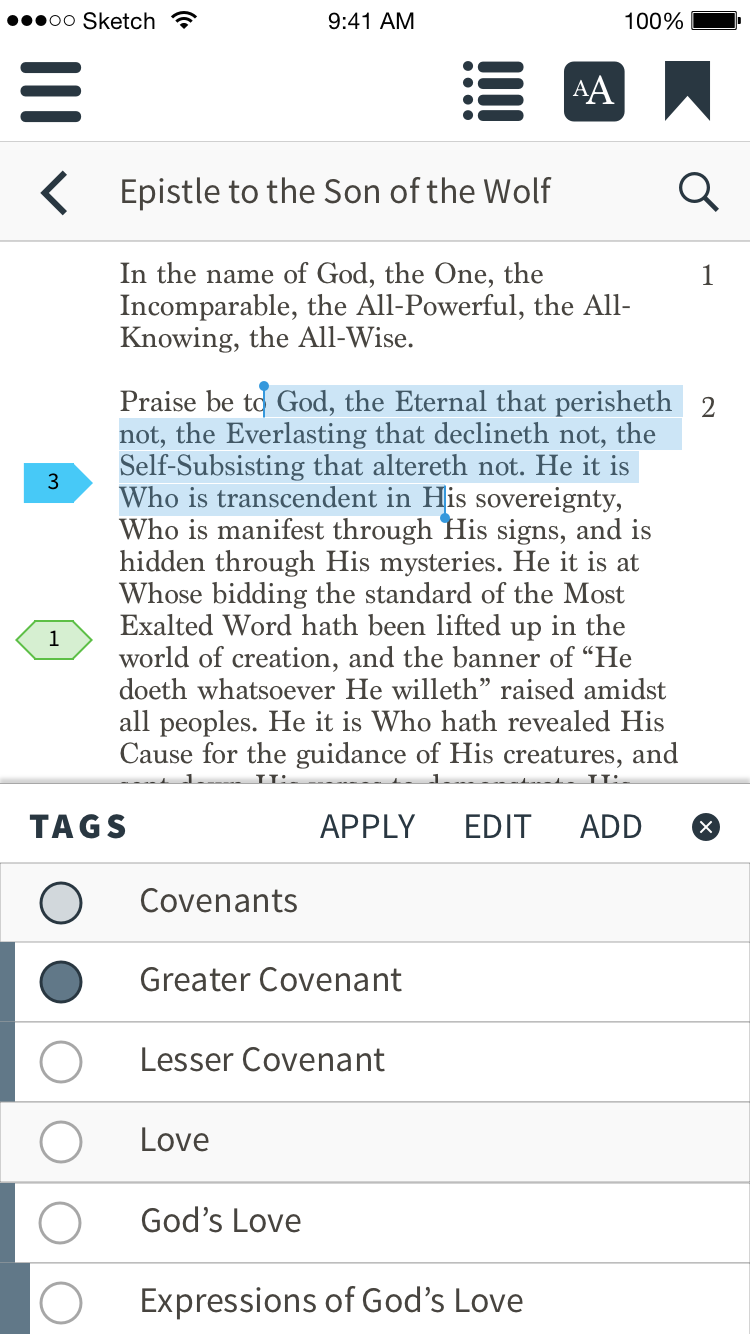 Sketch 9:41 AM 100%
AA
Epistle to the Son of the Wolf
In the name of God, the One, the 1
Incomparable, the All-Powerful, the All-
Knowing, the All-Wise.
Praise be to God, the Eternal that perisheth 2
not, the Everlasting that declineth not, the
Self-Subsisting that altereth not. He it is
3
Who is transcendent in His sovereignty,
Who is manifest through His signs, and is
hidden through His mysteries. He it is at
Whose bidding the standard of the Most
Exalted Word hath been lifted up in the
1
world of creation, and the banner of “He
doeth whatsoever He willeth” raised amidst
all peoples. He it is Who hath revealed His
Cause for the guidance of His creatures, and
sent down His verses to demonstrate His
TAGS APPLY EDIT ADD
Covenants
Greater Covenant
Lesser Covenant
Love
God’s Love
Expressions of God’s Love